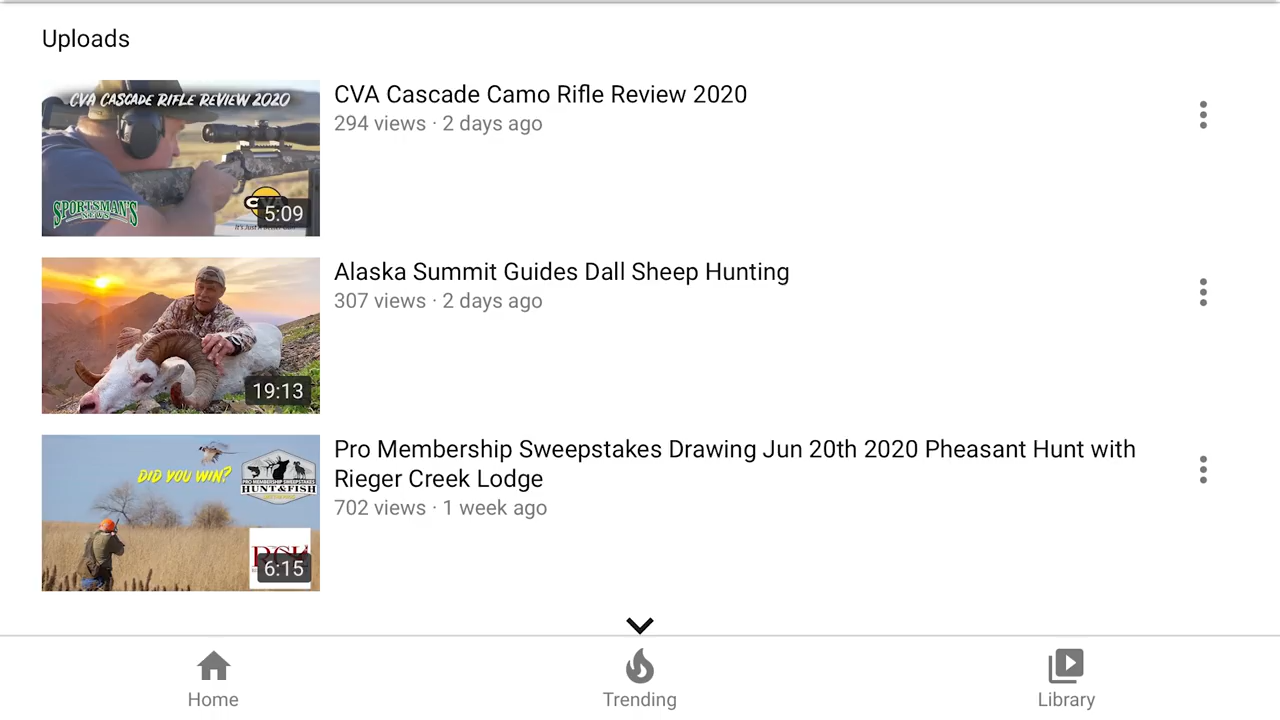 Uploads
CVA CASCADE RIFLE REVIEW 2020
SPORTSMAN'S
NEWS
5:09
CVA Cascade Camo Rifle Review 2020
294 views · 2 days ago
19:13
Alaska Summit Guides Dall Sheep Hunting
307 views · 2 days ago
DID YOU WIN?
PRO MEMBERSHIP SWEEPSTAKES
HUNT&FISH
6:15
Pro Membership Sweepstakes Drawing Jun 20th 2020 Pheasant Hunt with
Rieger Creek Lodge
702 views · 1 week ago
Home
Trending
Library